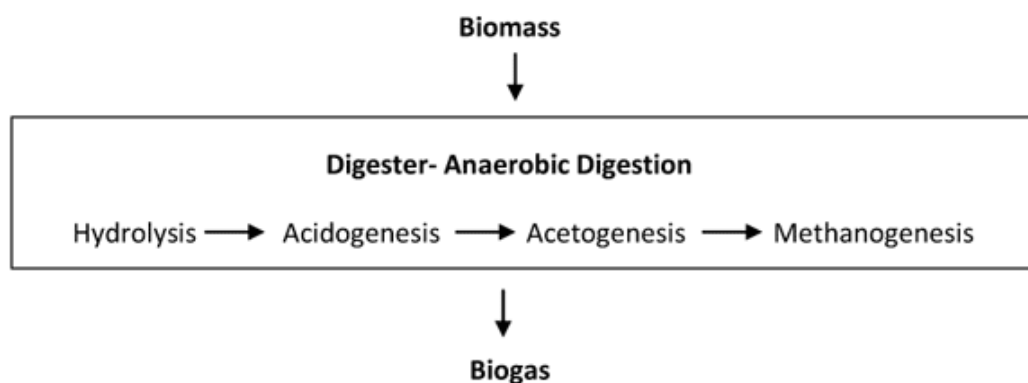 Biomass
Digester- Anaerobic Digestion
Hydrolysis Acidogenesis Acetogenesis Methanogenesis
Biogas